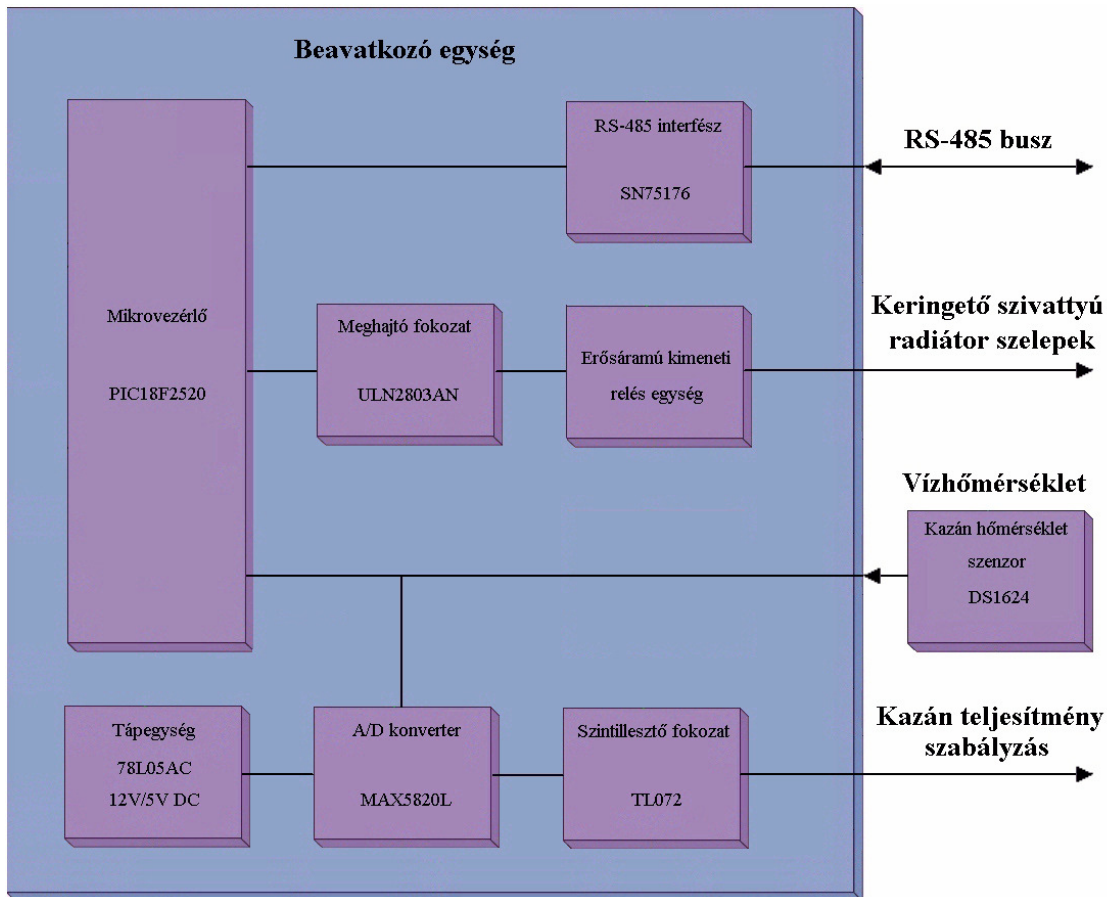 Beavatkozó egység
RS-485 interfész
SN75176
RS-485 busz
Mikrovezérlő
PIC18F2520
Meghajtó fokozat
ULN2803AN
Erősáramú kimeneti
relés egység
Keringető szivattyú
radiátor szelepek
Vízhőmérséklet
Kazán hőmérséklet
szenzor
DS1624
Tápegység
78L05AC
12V/5V DC
A/D konverter
MAX5820L
Szintillesztő fokozat
TL072
Kazán teljesítmény
szabályzás